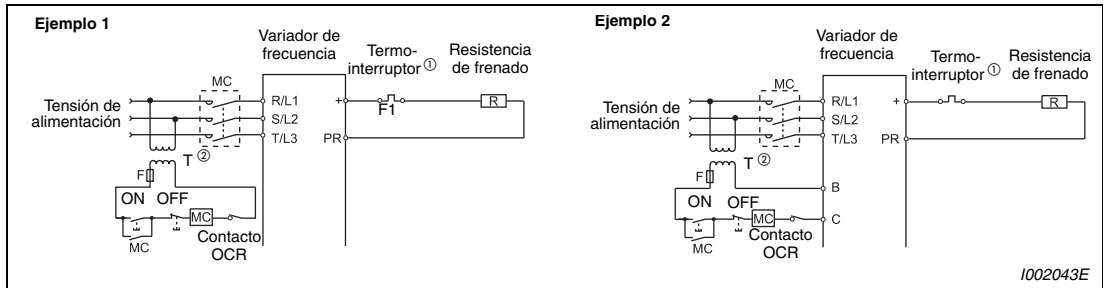 Ejemplo 1
Variador de
frecuencia
Termo-
interruptor ①
Resistencia
de frenado
MC
Tensión de
alimentación
R/L1
S/L2
T/L3
+
F1
R
PR
T ②
F
ON OFF
MC
MC
Contacto
OCR
Ejemplo 2
Variador de
frecuencia
Termo-
interruptor ①
Resistencia
de frenado
MC
Tensión de
alimentación
R/L1
S/L2
T/L3
+
R
PR
T ②
F
B
ON OFF
MC
C
MC
Contacto
OCR
I002043E